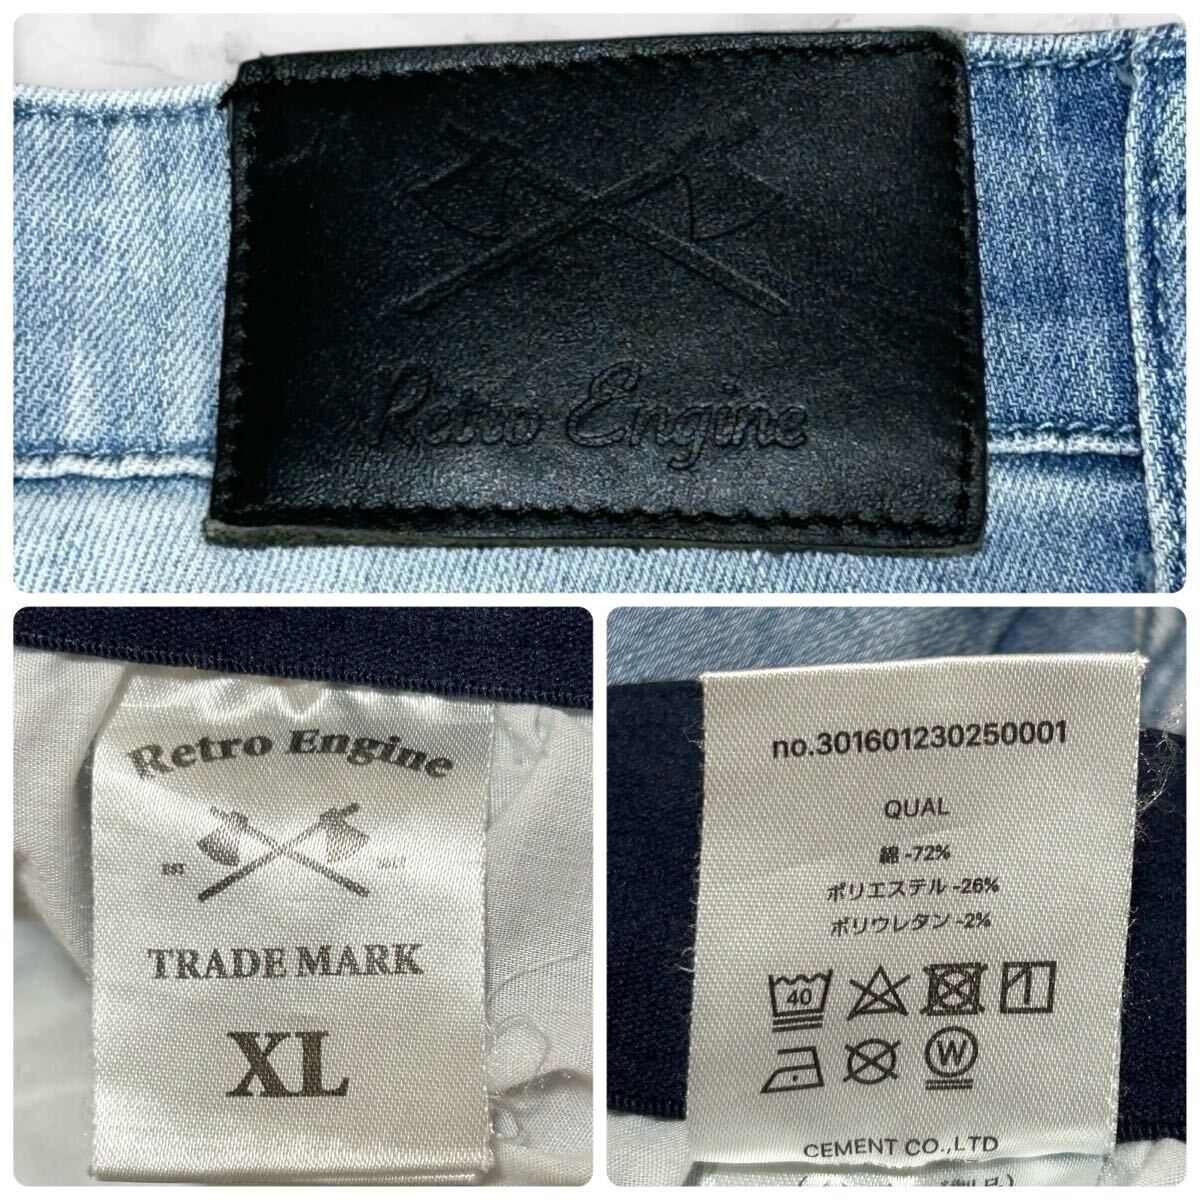 Retro Engine
Retro Engine
EST
TRADE MARK
XL
no.301601230250001
QUAL
綿-72%
ポリエステル-26%
ポリウレタン-2%
40
W
CEMENT CO.,LTD